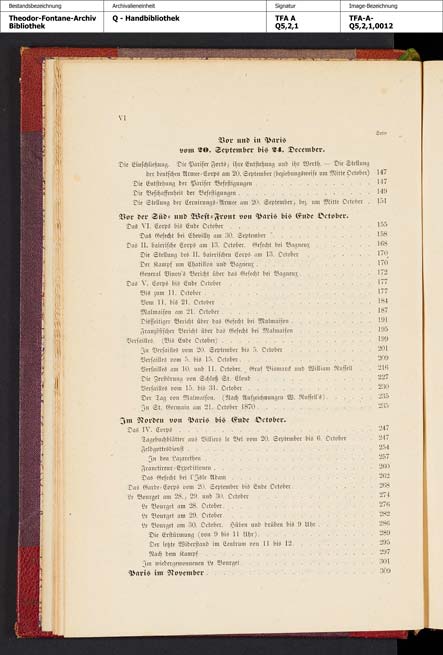 Bestandsbezeichnung Archivalieneinheit Signatur Image-Bezeichnung
Theodor-Fontane-Archiv Bibliothek Q - Handbibliothek TFA A Q5,2,1 TFA-A-Q5,2,1,0012
VI
Vor und in Paris
vom 20. September bis 24. December.
Seite
Die Einschließung. Die Pariser Forts; ihre Entstehung und ihr Werth. — Die Stellung
der deutschen Armee-Corps am 20. September (beziehungsweise um Mitte October) 147
Die Entstehung der Pariser Befestigungen 147
Die Beschaffenheit der Befestigungen 149
Die Stellung der Cernirungs-Armee am 20. September, bez. um Mitte October 151
Vor der Süd- und West-Front von Paris bis Ende October.
Das VI. Corps bis Ende October 155
Das Gefecht bei Chevilly am 30. September 158
Das II. baierische Corps am 13. October. Gefecht bei Bagneux 168
Die Stellung des II. baierischen Corps am 13. October 170
Der Kampf um Chatillon und Bagneux 170
General Vinoy's Bericht über das Gefecht bei Bagneux 172
Das V. Corps bis Ende October 177
Bis zum 11. October 177
Vom 11. bis 21. October 184
Malmaison am 21. October 187
Diesseitiger Bericht über das Gefecht bei Malmaison 191
Französischer Bericht über das Gefecht bei Malmaison 195
Versailles. (Bis Ende October) 199
In Versailles vom 20. September bis 5. October 201
Versailles vom 5. bis 15. October 209
Versailles am 10. und 11. October. Graf Bismarck und William Russell 216
Die Zerstörung von Schloß St. Cloud 227
Versailles vom 15. bis 31. October 230
Der Tag von Malmaison. (Nach Aufzeichnungen W. Russell's) 235
In St. Germain am 21. October 1870 235
Im Norden von Paris bis Ende October.
Das IV. Corps 247
Tagebuchblätter aus Villiers le Bel vom 20. September bis 6. October 247
Feldgottesdienst 254
In den Lazarethen 257
Franctireur-Expeditionen 260
Das Gefecht bei l'Isle Adam 262
Das Garde-Corps vom 20. September bis Ende October 268
Le Bourget am 28., 29. und 30. October 274
Le Bourget am 28. October 276
Le Bourget am 29. October 282
Le Bourget am 30. October. Hüben und drüben bis 9 Uhr 286
Die Erstürmung (von 9 bis 11 Uhr) 289
Der letzte Widerstand im Centrum von 11 bis 12 295
Nach dem Kampf 297
Im wiedergewonnenen Le Bourget 301
Paris im November 309